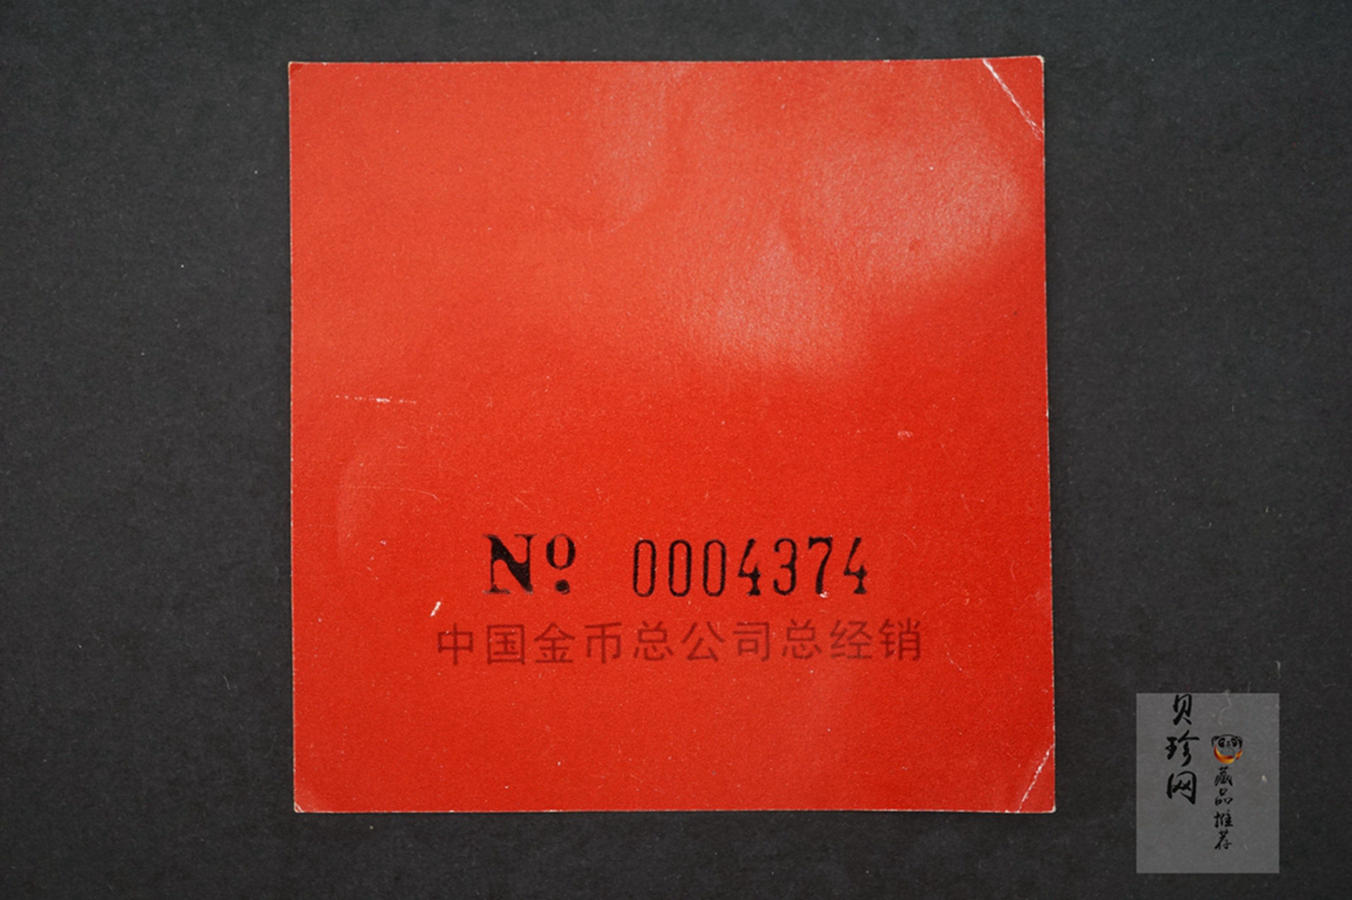 Nº 0004374
中国金币总公司总经销
贝珍网
藏品推荐